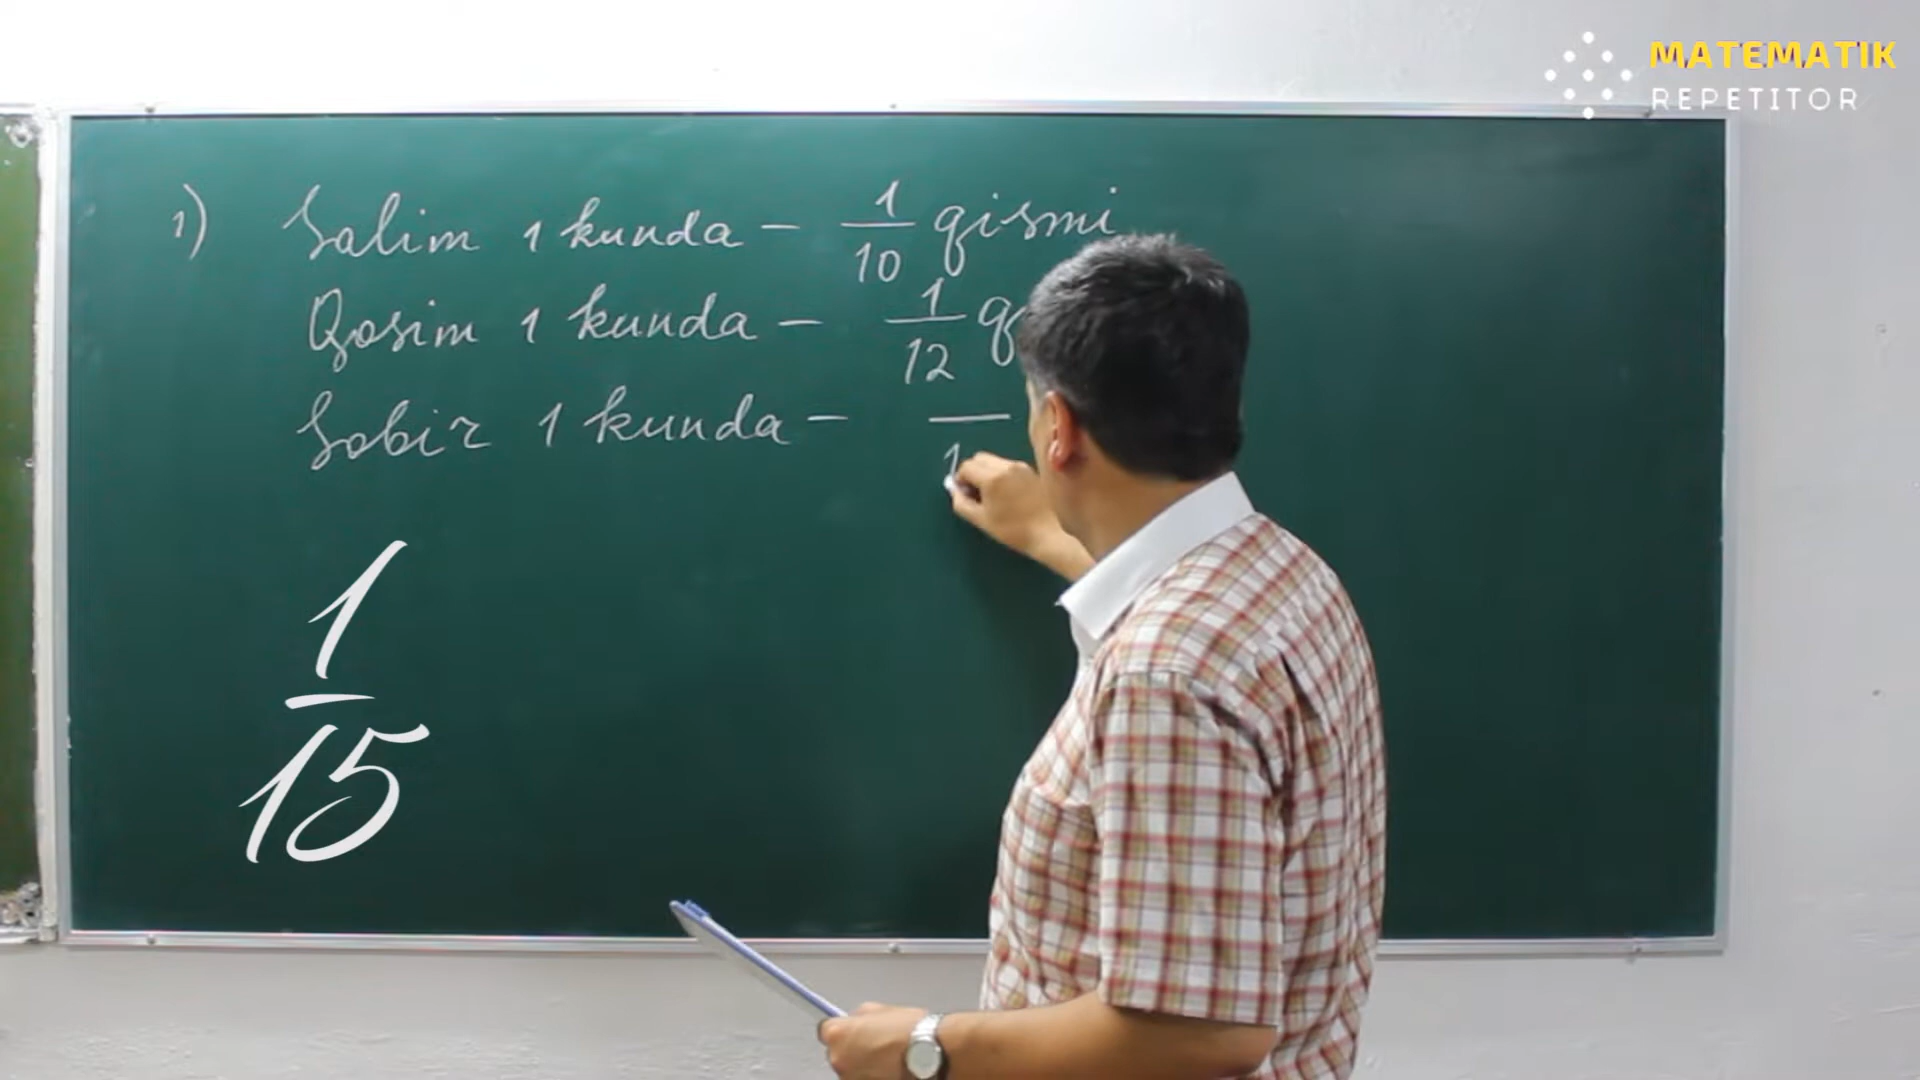 MATEMATIK
REPETITOR
1) Salim 1 kunda – 1/10 qismi
Qosim 1 kunda – 1/12 q
Sobir 1 kunda – 1
1/15